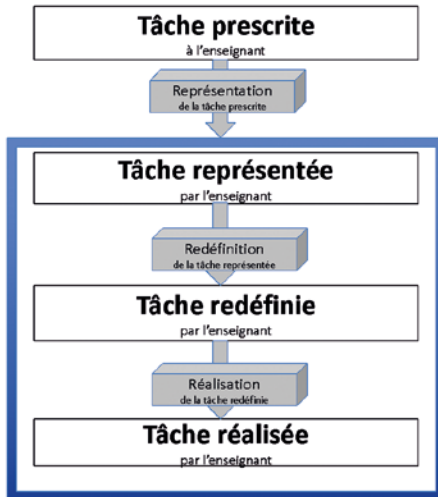 Tâche prescrite
à l'enseignant
Représentation
de la tâche prescrite
Tâche représentée
par l'enseignant
Redéfinition
de la tâche représentée
Tâche redéfinie
par l'enseignant
Réalisation
de la tâche redéfinie
Tâche réalisée
par l'enseignant